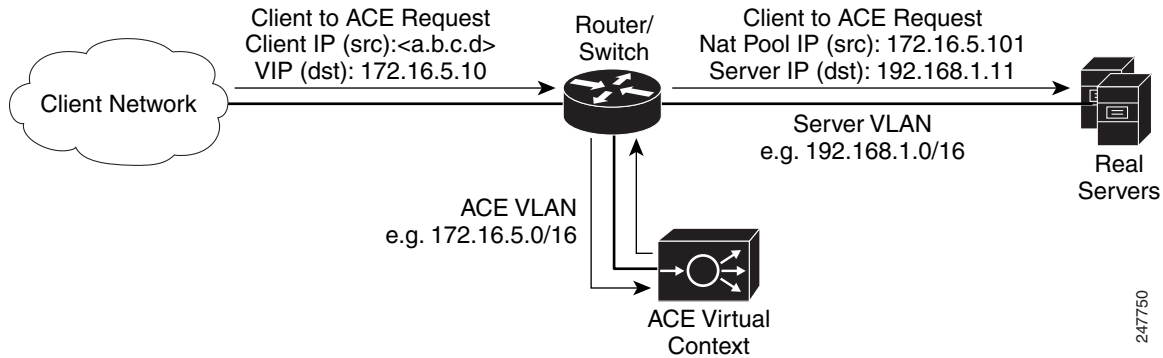 Client to ACE Request
Client IP (src):<a.b.c.d>
VIP (dst): 172.16.5.10
Router/
Switch
Client to ACE Request
Nat Pool IP (src): 172.16.5.101
Server IP (dst): 192.168.1.11
Client Network
Server VLAN
e.g. 192.168.1.0/16
Real
Servers
ACE VLAN
e.g. 172.16.5.0/16
ACE Virtual
Context
247750